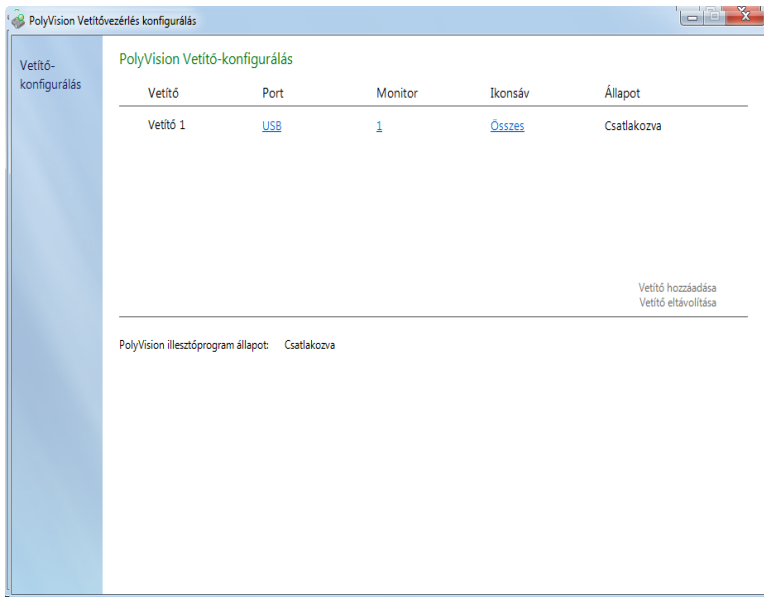 PolyVision Vetítővezérlés konfigurálás
Vetítő-
konfigurálás
PolyVision Vetítő-konfigurálás
Vetítő Port Monitor Ikonsáv Állapot
Vetítő 1 USB 1 Összes Csatlakozva
Vetítő hozzáadása
Vetítő eltávolítása
PolyVision illesztőprogram állapot: Csatlakozva